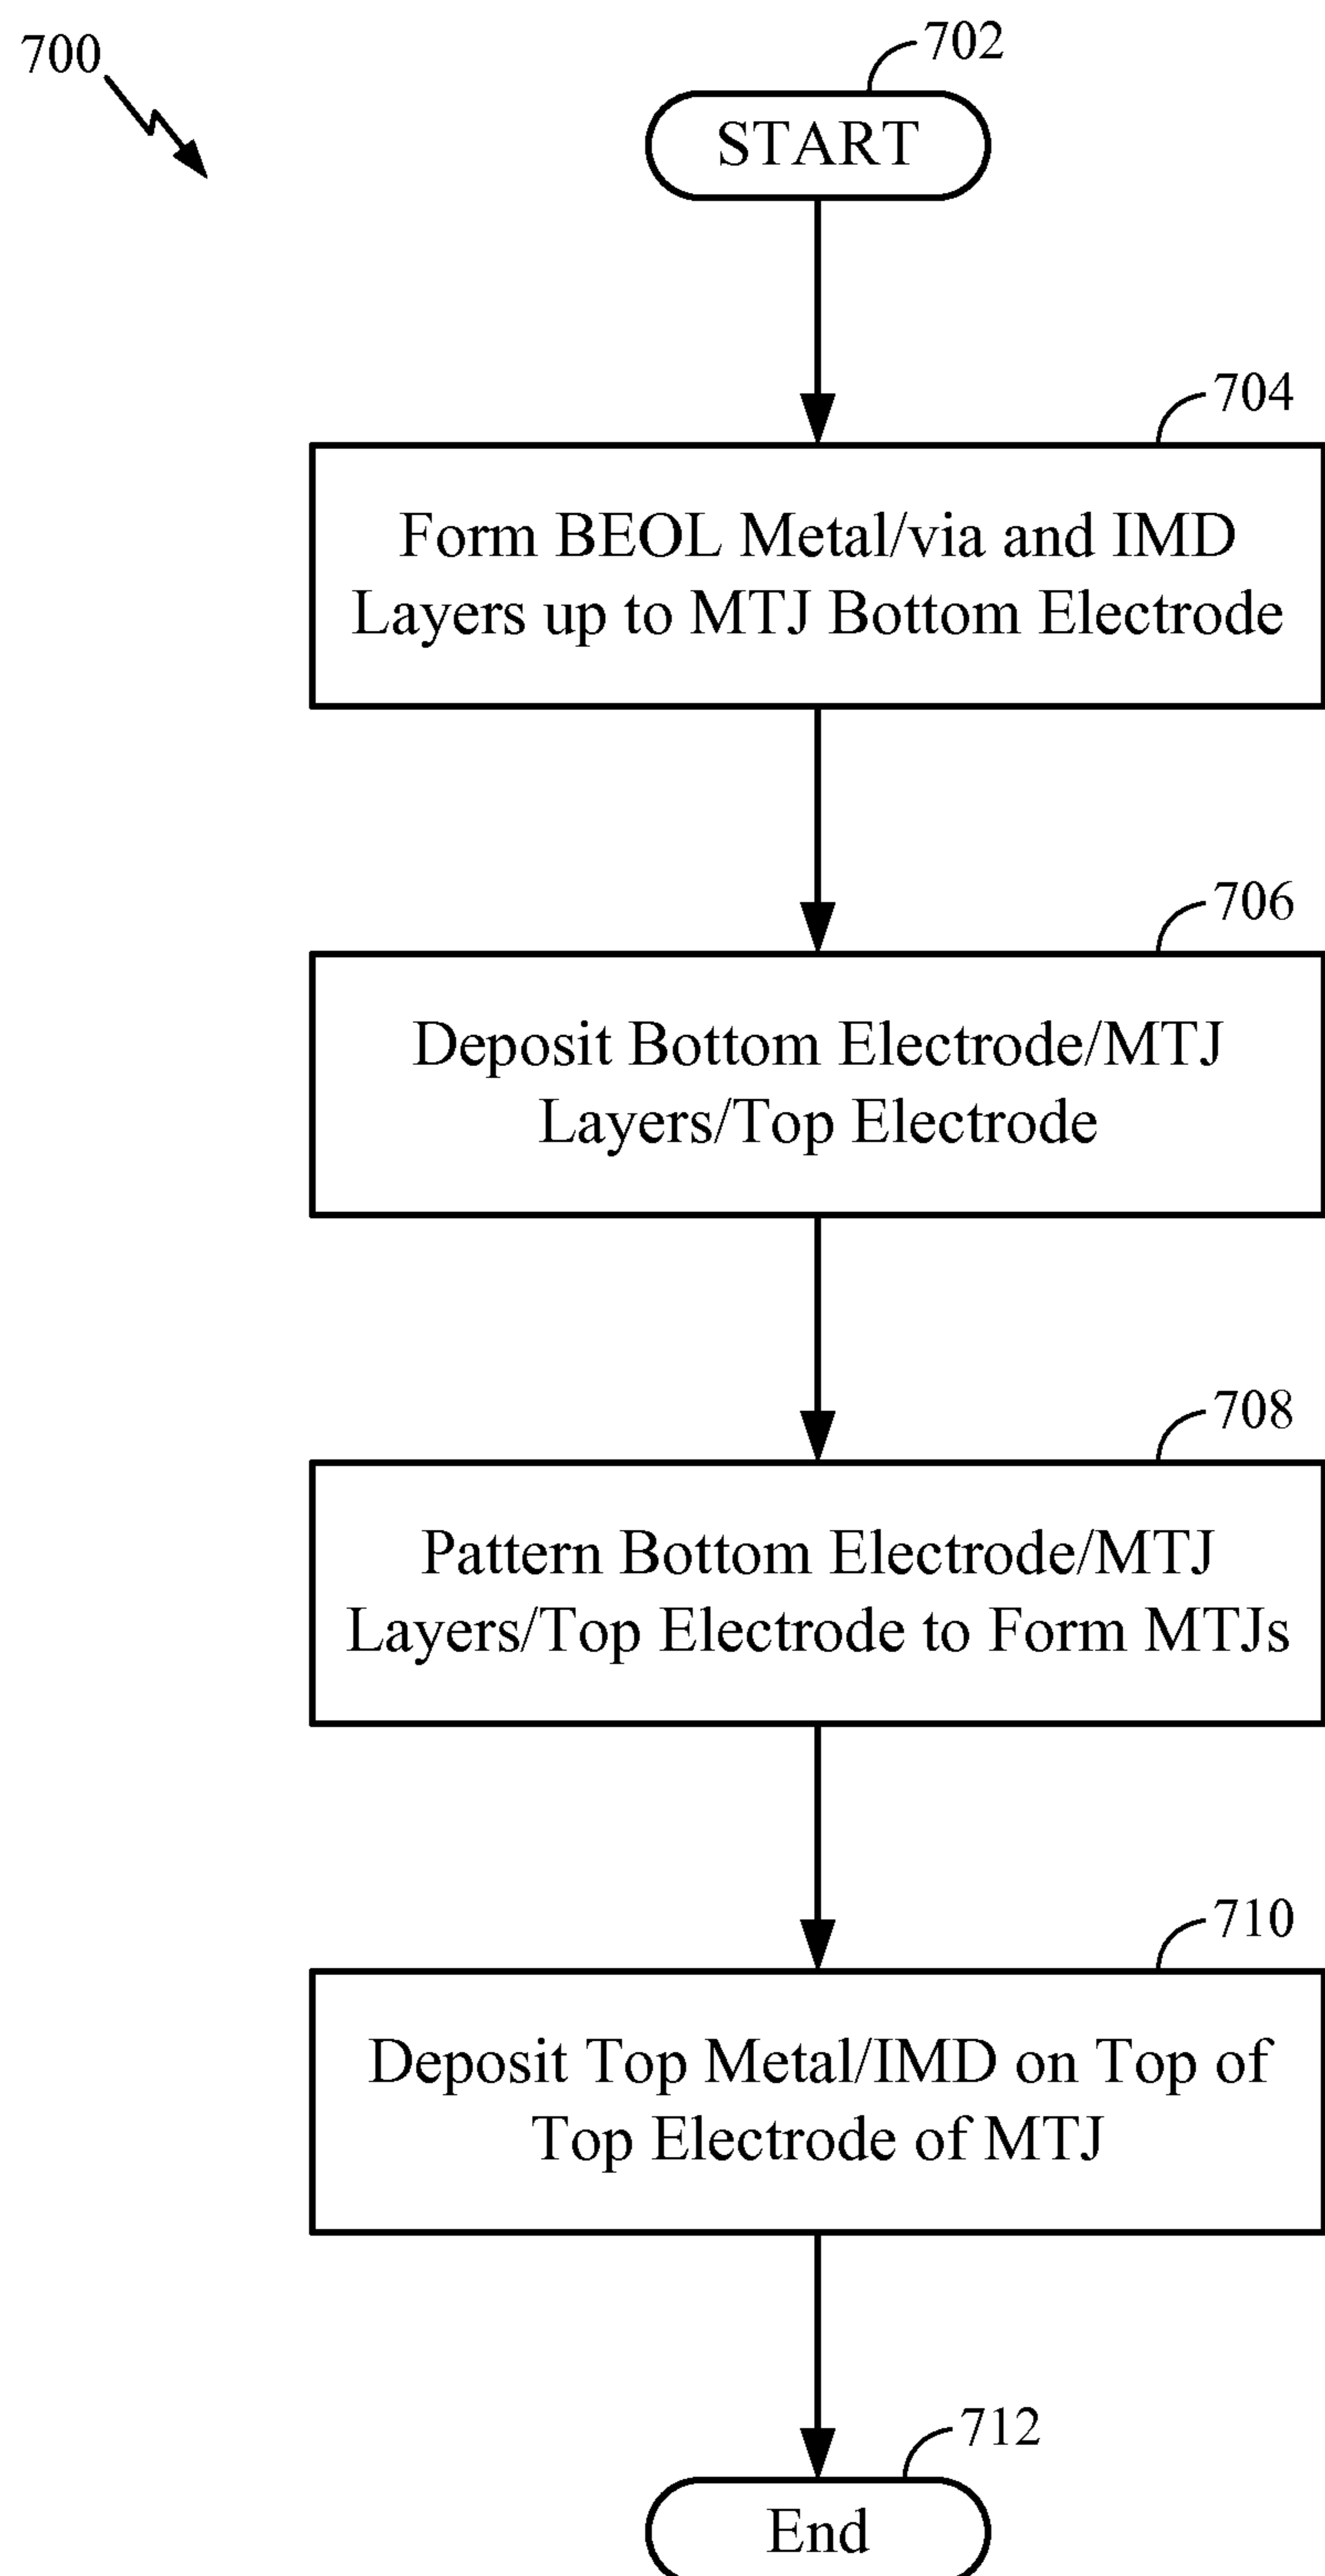 700
702
START
704
Form BEOL Metal/via and IMD
Layers up to MTJ Bottom Electrode
706
Deposit Bottom Electrode/MTJ
Layers/Top Electrode
708
Pattern Bottom Electrode/MTJ
Layers/Top Electrode to Form MTJs
710
Deposit Top Metal/IMD on Top of
Top Electrode of MTJ
712
End